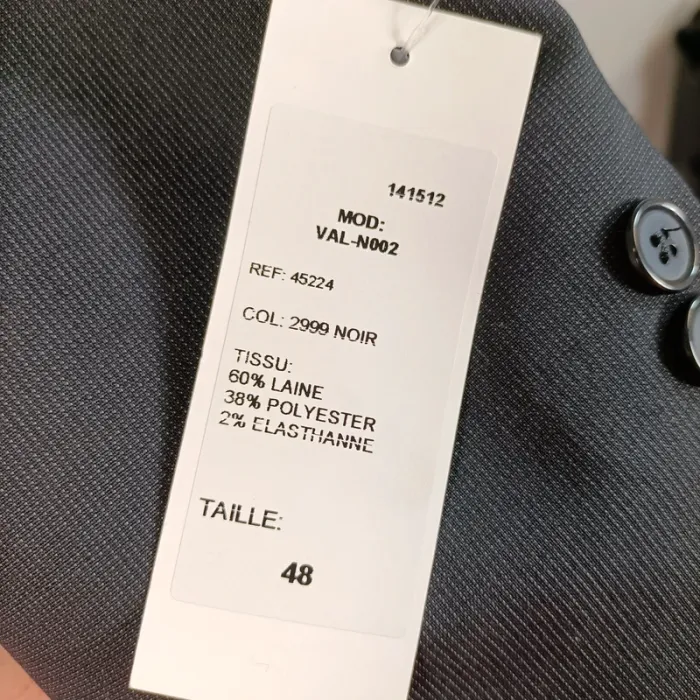 141512
MOD:
VAL-N002
REF: 45224
COL: 2999 NOIR
TISSU:
60% LAINE
38% POLYESTER
2% ELASTHANNE
TAILLE:
48